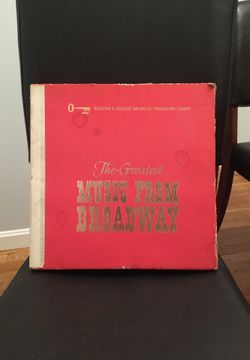 READER'S DIGEST MUSICAL TREASURE CHEST
The Greatest
MUSIC FROM
BROADWAY